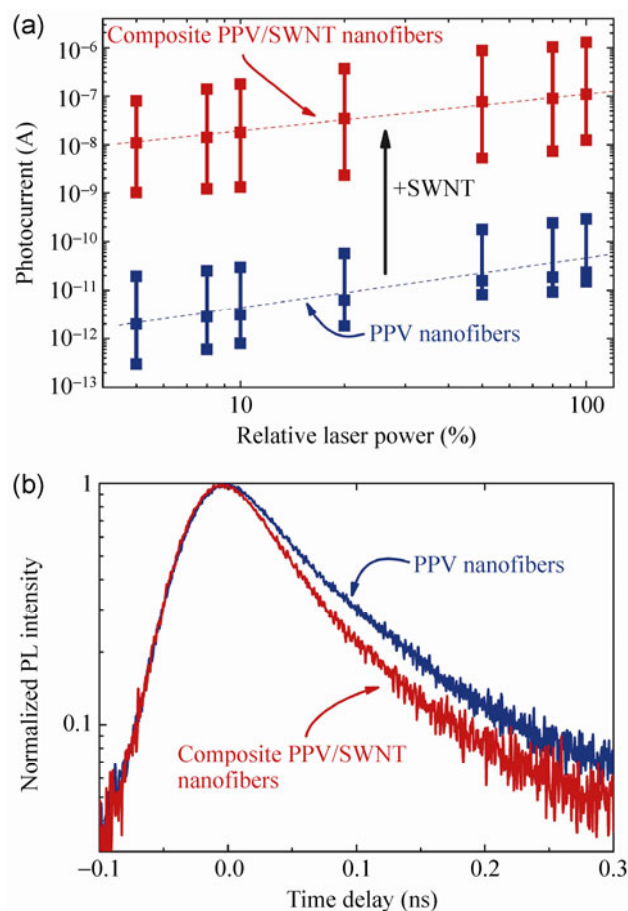 (a)
10⁻⁶
10⁻⁷
10⁻⁸
10⁻⁹
10⁻¹⁰
10⁻¹¹
10⁻¹²
10⁻¹³
Photocurrent (A)
Composite PPV/SWNT nanofibers
+SWNT
PPV nanofibers
10
100
Relative laser power (%)
(b)
1
0.1
Normalized PL intensity
PPV nanofibers
Composite PPV/SWNT
nanofibers
−0.1
0.0
0.1
0.2
0.3
Time delay (ns)